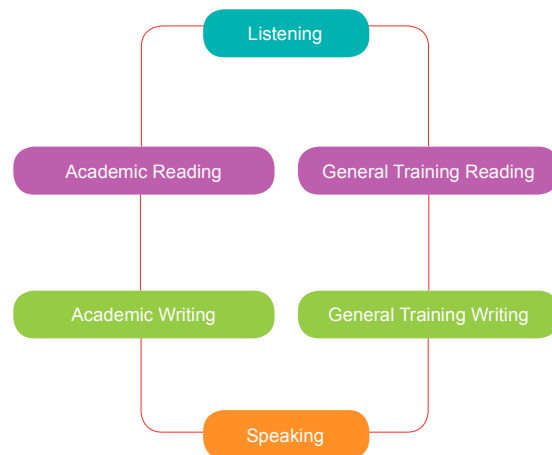 Listening
Academic Reading
General Training Reading
Academic Writing
General Training Writing
Speaking